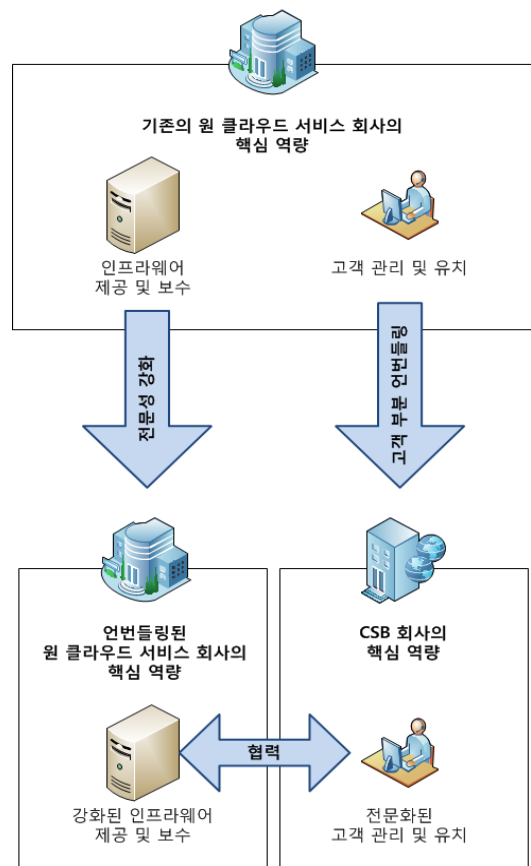 기존의 원 클라우드 서비스 회사의
핵심 역량
인프라웨어
제공 및 보수
고객 관리 및 유치
전문성 강화
고객 부분 언번들링
언번들링된
원 클라우드 서비스 회사의
핵심 역량
CSB 회사의
핵심 역량
협력
강화된 인프라웨어
제공 및 보수
전문화된
고객 관리 및 유치